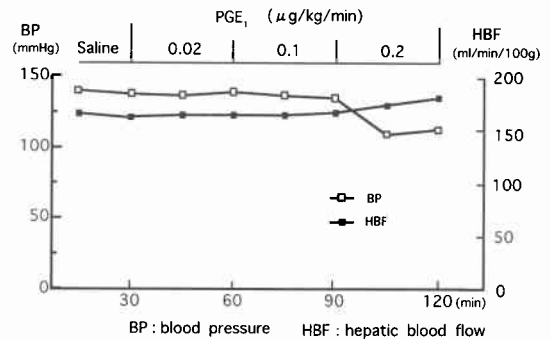 PGE₁ (μg/kg/min)
BP
(mmHg)
HBF
(ml/min/100g)
Saline 0.02 0.1 0.2
150
100
50
0
200
150
100
50
0
BP
HBF
30 60 90 120 (min)
BP : blood pressure HBF : hepatic blood flow